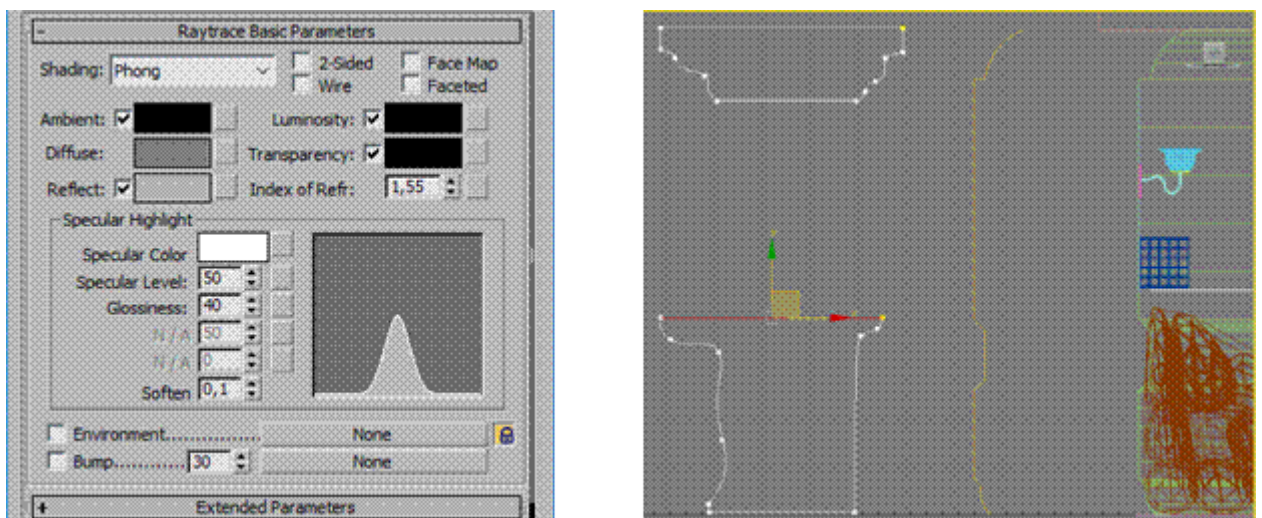 - Raytrace Basic Parameters
Shading: Phong 2-Sided Face Map
Wire Faceted
Ambient: Luminosity:
Diffuse: Transparency:
Reflect: Index of Refr: 1,55
Specular Highlight
Specular Color
Specular Level: 50
Glossiness: 40
N/A 50
N/A 0
Soften 0,1
Environment................ None
Bump............ 30 None
+ Extended Parameters